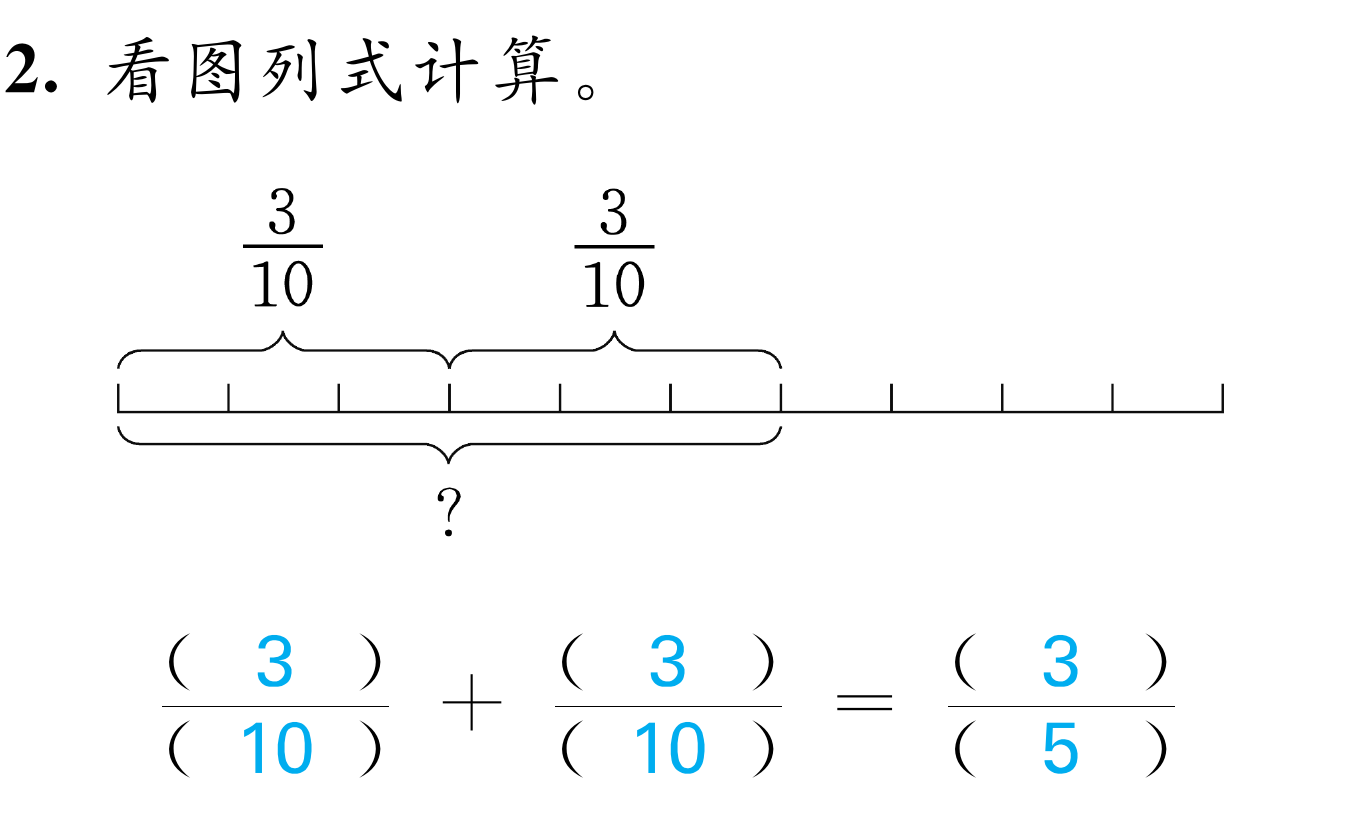 2. 看图列式计算。
3/10 3/10
?
( 3 )/( 10 ) + ( 3 )/( 10 ) = ( 3 )/( 5 )